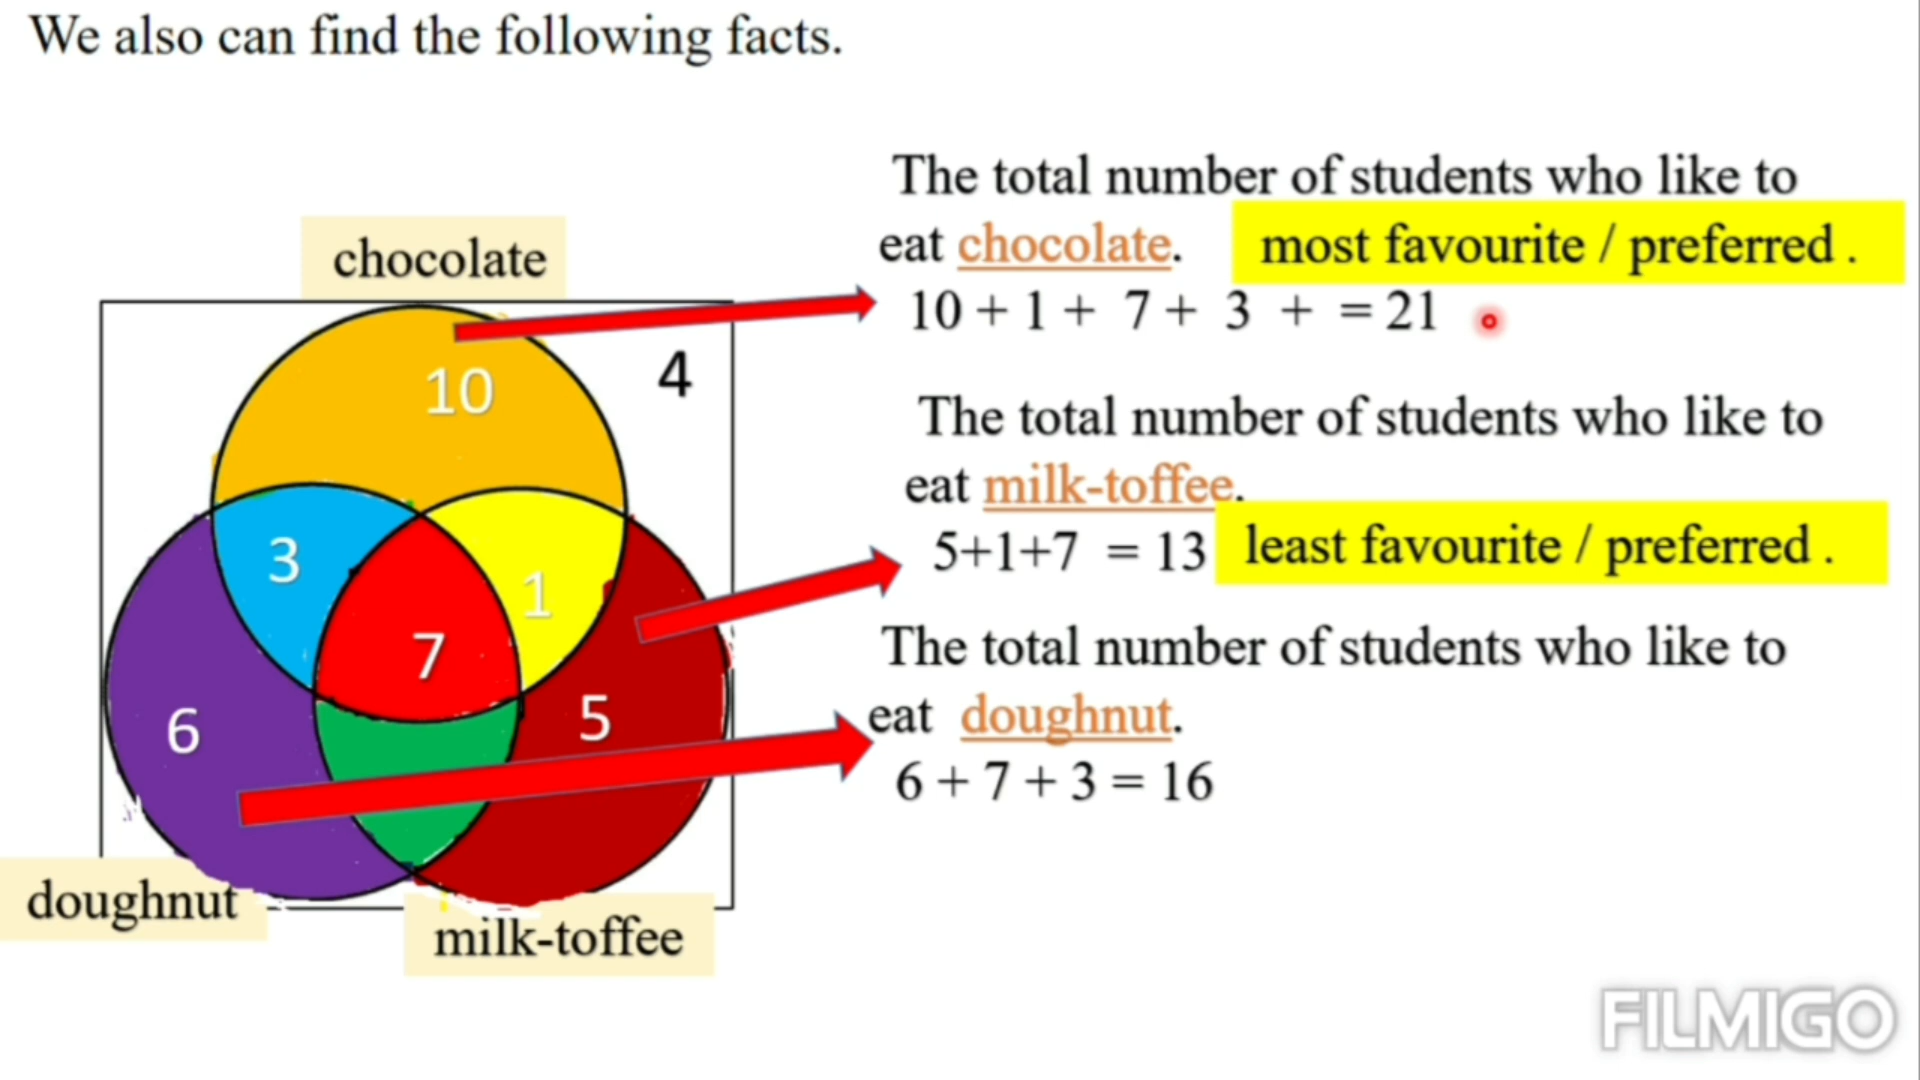 We also can find the following facts.
chocolate
10
4
3
1
7
6
5
doughnut
milk-toffee
The total number of students who like to
eat chocolate. most favourite / preferred .
10 + 1 + 7 + 3 + = 21
The total number of students who like to
eat milk-toffee.
5+1+7 = 13 least favourite / preferred .
The total number of students who like to
eat doughnut.
6 + 7 + 3 = 16
FILMIGO